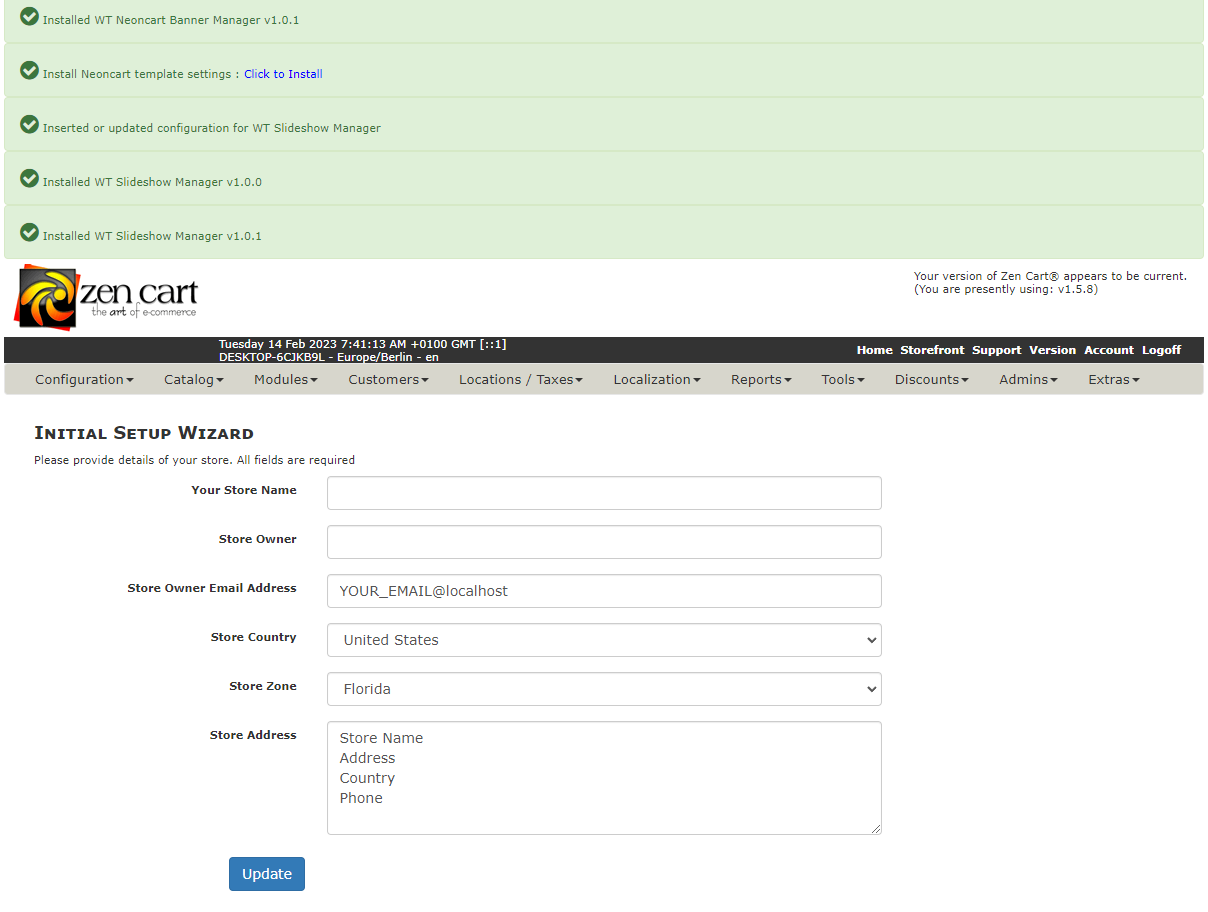 Installed WT Neoncart Banner Manager v1.0.1
Install Neoncart template settings : Click to Install
Inserted or updated configuration for WT Slideshow Manager
Installed WT Slideshow Manager v1.0.0
Installed WT Slideshow Manager v1.0.1
zen cart
the art of e-commerce
Your version of Zen Cart® appears to be current.
(You are presently using: v1.5.8)
Tuesday 14 Feb 2023 7:41:13 AM +0100 GMT [::1]
DESKTOP-6CJKB9L - Europe/Berlin - en
Home Storefront Support Version Account Logoff
Configuration Catalog Modules Customers Locations / Taxes Localization Reports Tools Discounts Admins Extras
Initial Setup Wizard
Please provide details of your store. All fields are required
Your Store Name
Store Owner
Store Owner Email Address YOUR_EMAIL@localhost
Store Country United States
Store Zone Florida
Store Address Store Name
Address
Country
Phone
Update